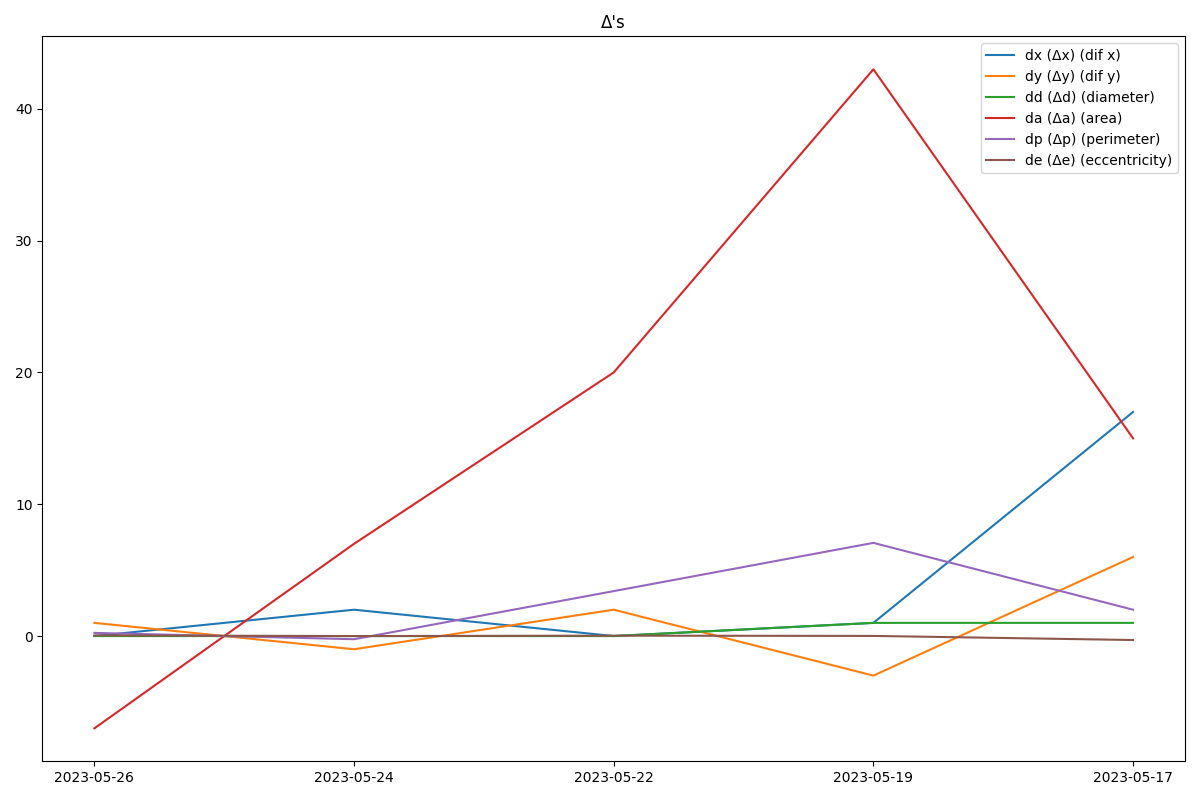 Δ's
dx (Δx) (dif x)
dy (Δy) (dif y)
dd (Δd) (diameter)
da (Δa) (area)
dp (Δp) (perimeter)
de (Δe) (eccentricity)
40
30
20
10
0
2023-05-26 2023-05-24 2023-05-22 2023-05-19 2023-05-17